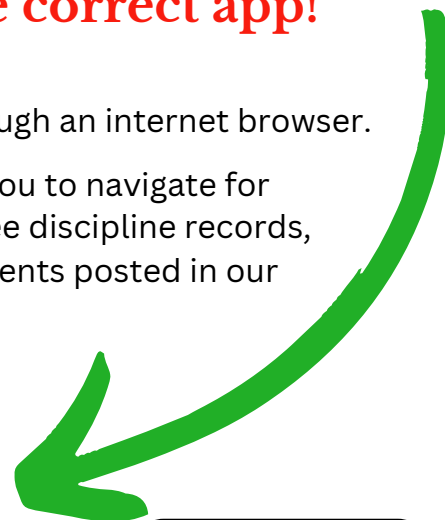 e correct app!
ugh an internet browser.
ou to navigate for
e discipline records,
ents posted in our